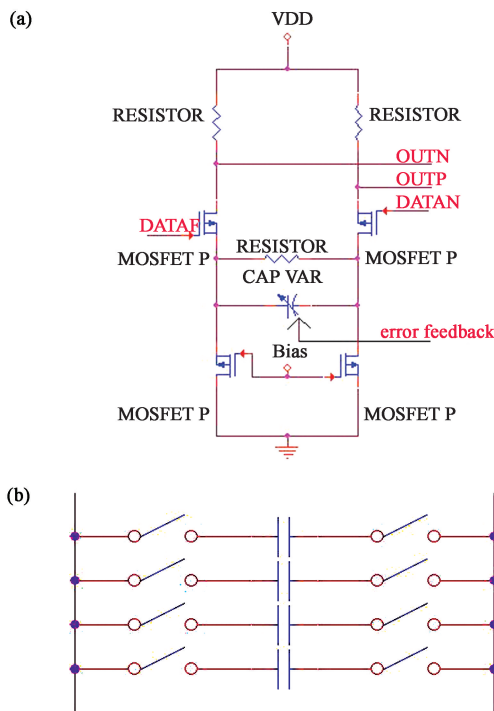 (a)
VDD
RESISTOR
RESISTOR
OUTN
OUTP
DATAP
DATAN
MOSFET P
RESISTOR
MOSFET P
CAP VAR
error feedback
Bias
MOSFET P
MOSFET P
(b)